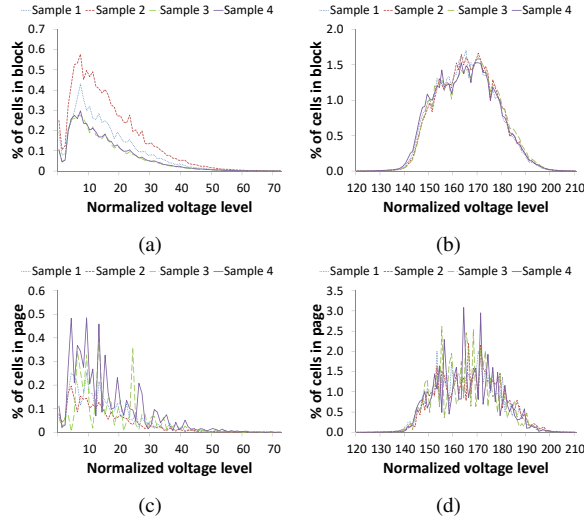 Sample 1 Sample 2 Sample 3 Sample 4
% of cells in block
0.7
0.6
0.5
0.4
0.3
0.2
0.1
0
10 20 30 40 50 60 70
Normalized voltage level
(a)
Sample 1 Sample 2 Sample 3 Sample 4
% of cells in block
2.0
1.5
1.0
0.5
0.0
120 130 140 150 160 170 180 190 200 210
Normalized voltage level
(b)
Sample 1 Sample 2 Sample 3 Sample 4
% of cells in page
0.6
0.5
0.4
0.3
0.2
0.1
0
10 20 30 40 50 60 70
Normalized voltage level
(c)
Sample 1 Sample 2 Sample 3 Sample 4
% of cells in page
3.5
3.0
2.5
2.0
1.5
1.0
0.5
0.0
120 130 140 150 160 170 180 190 200 210
Normalized voltage level
(d)